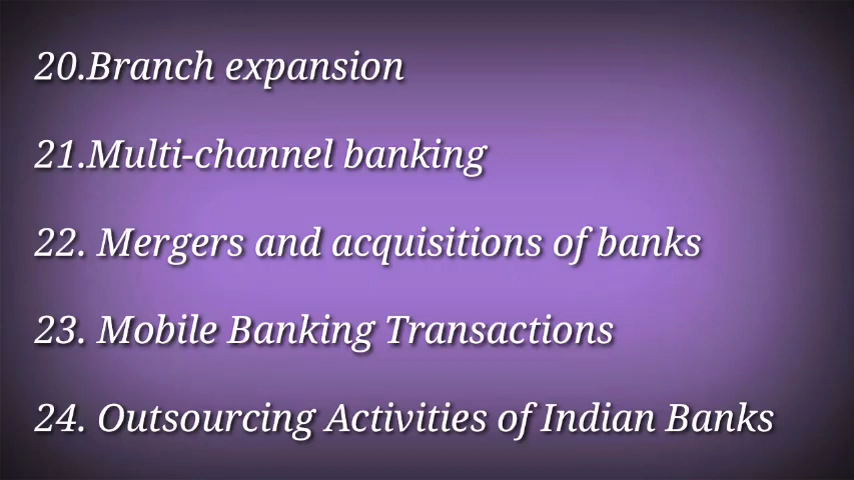 20.Branch expansion
21.Multi-channel banking
22. Mergers and acquisitions of banks
23. Mobile Banking Transactions
24. Outsourcing Activities of Indian Banks